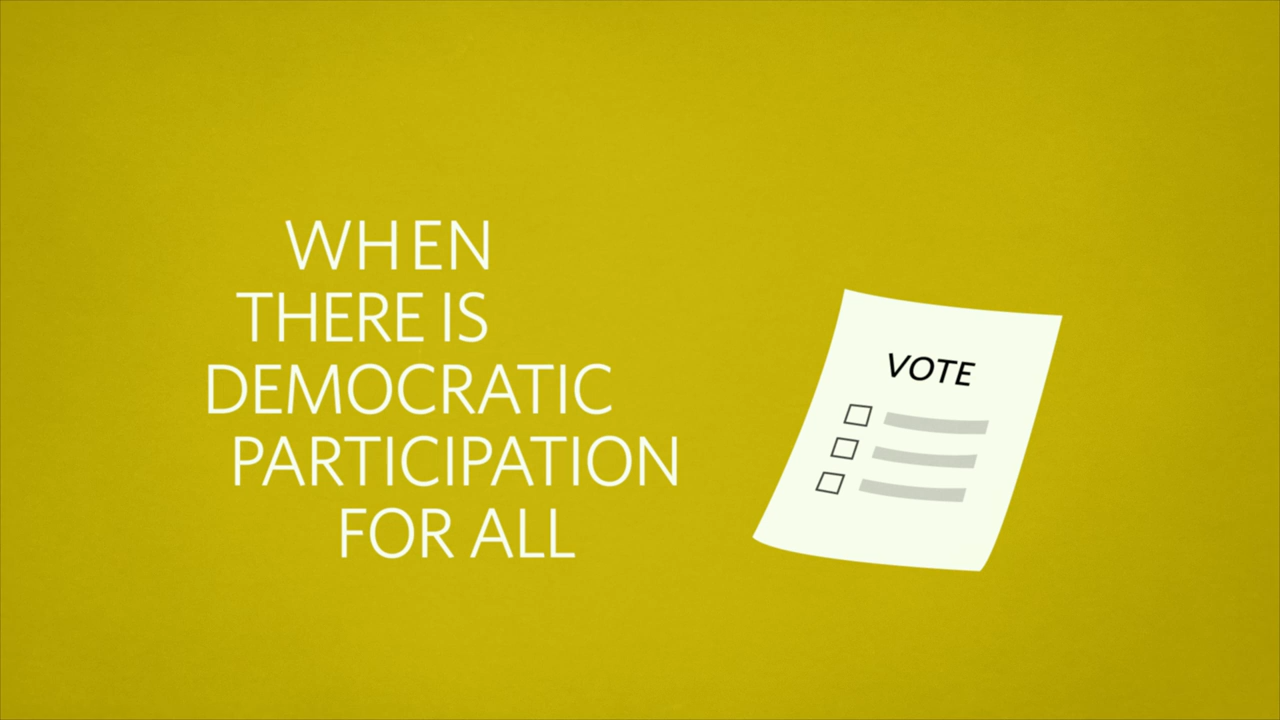 WHEN
THERE IS
DEMOCRATIC
PARTICIPATION
FOR ALL
VOTE